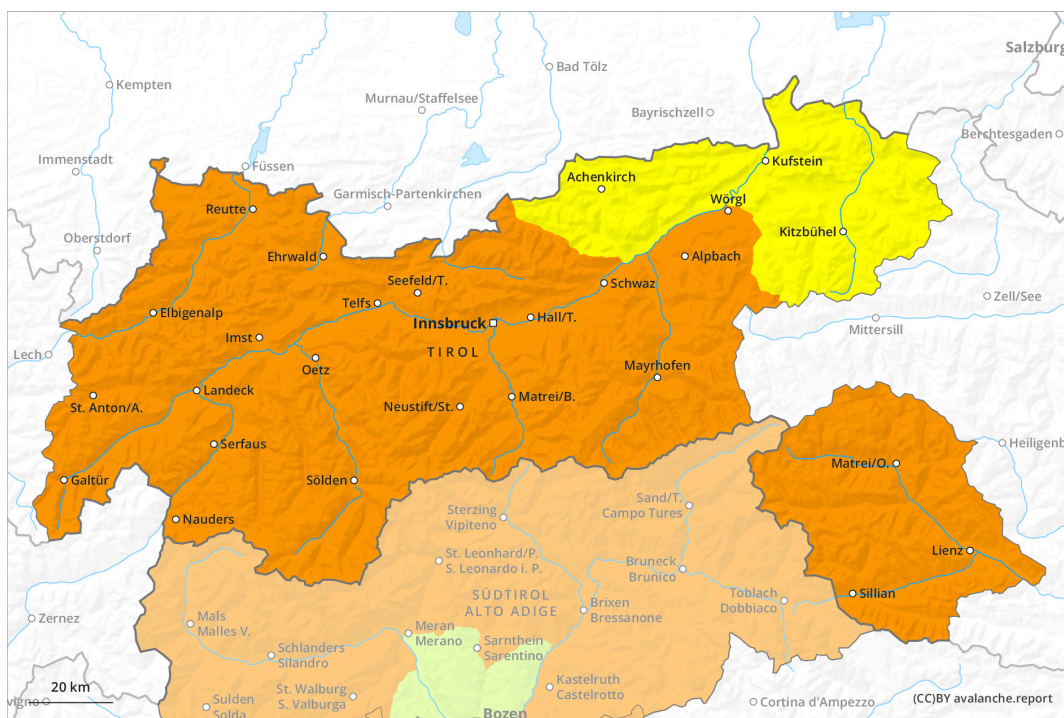 Salzburg
Bad Tölz
Kempten
Murnau/Staffelsee
Bayrischzell
Berchtesgaden
Immenstadt
Füssen
Kufstein
Achenkirch
Garmisch-Partenkirchen
Wörgl
Reutte
Oberstdorf
Kitzbühel
Ehrwald
Alpbach
Seefeld/T.
Schwaz
Zell/See
Telfs
Elbigenalp
Hall/T.
Innsbruck
Mittersill
Imst
Lech
TIROL
Oetz
Mayrhofen
Landeck
St. Anton/A.
Matrei/B.
Neustift/St.
Serfaus
Heiligenb
Matrei/O.
Galtür
Sölden
Sand/T.
Campo Tures
Sterzing
Vipiteno
Nauders
Lienz
St. Leonhard/P.
S. Leonardo i. P.
Bruneck
Brunico
Sillian
SÜDTIROL
ALTO ADIGE
Toblach
Dobbiaco
Brixen
Bressanone
Zernez
Mals
Malles V.
Meran
Merano
Sarnthein
Sarentino
Schlanders
Silandro
Kastelruth
Castelrotto
20 km
St. Walburg
S. Valburga
vigno
Sulden
Solda
Cortina d'Ampezzo
(CC)BY avalanche.report
Bozen